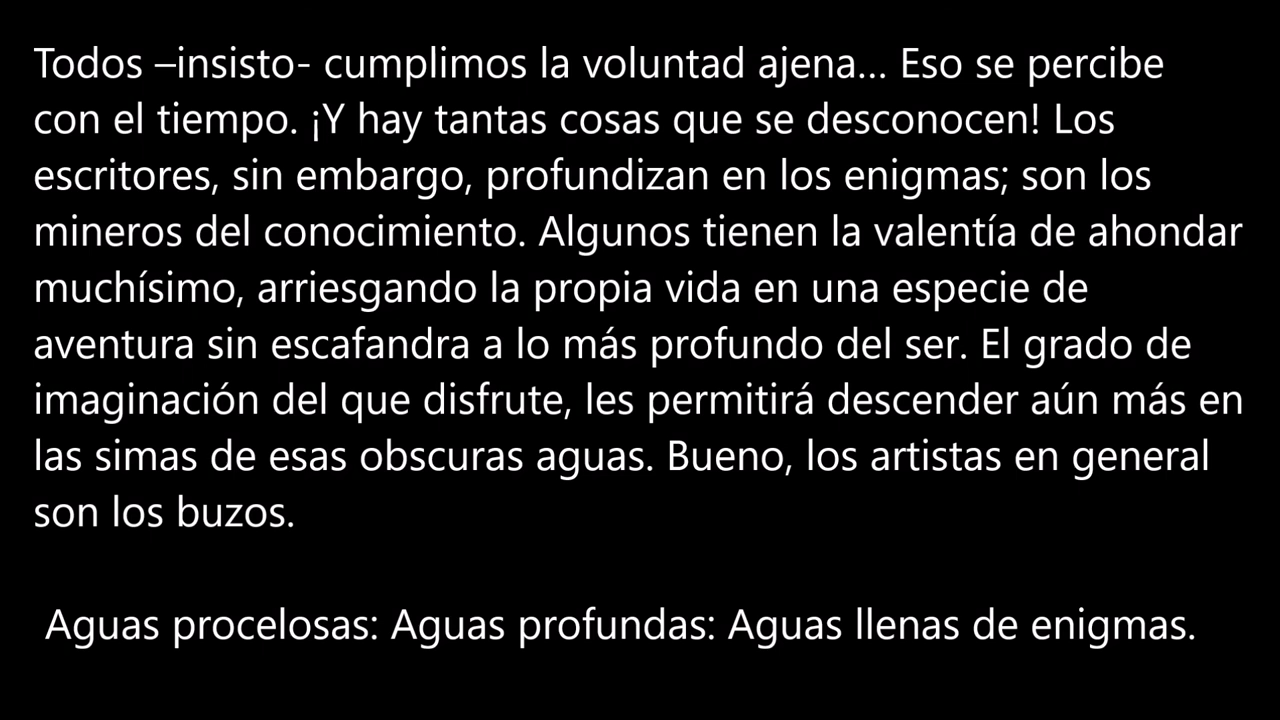 Todos –insisto- cumplimos la voluntad ajena... Eso se percibe
con el tiempo. ¡Y hay tantas cosas que se desconocen! Los
escritores, sin embargo, profundizan en los enigmas; son los
mineros del conocimiento. Algunos tienen la valentía de ahondar
muchísimo, arriesgando la propia vida en una especie de
aventura sin escafandra a lo más profundo del ser. El grado de
imaginación del que disfrute, les permitirá descender aún más en
las simas de esas obscuras aguas. Bueno, los artistas en general
son los buzos.
Aguas procelosas: Aguas profundas: Aguas llenas de enigmas.